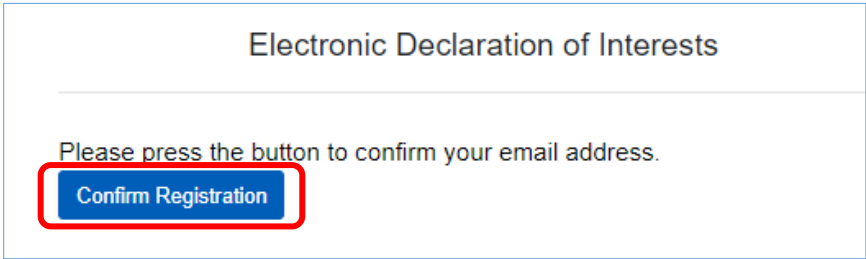 Electronic Declaration of Interests
Please press the button to confirm your email address.
Confirm Registration